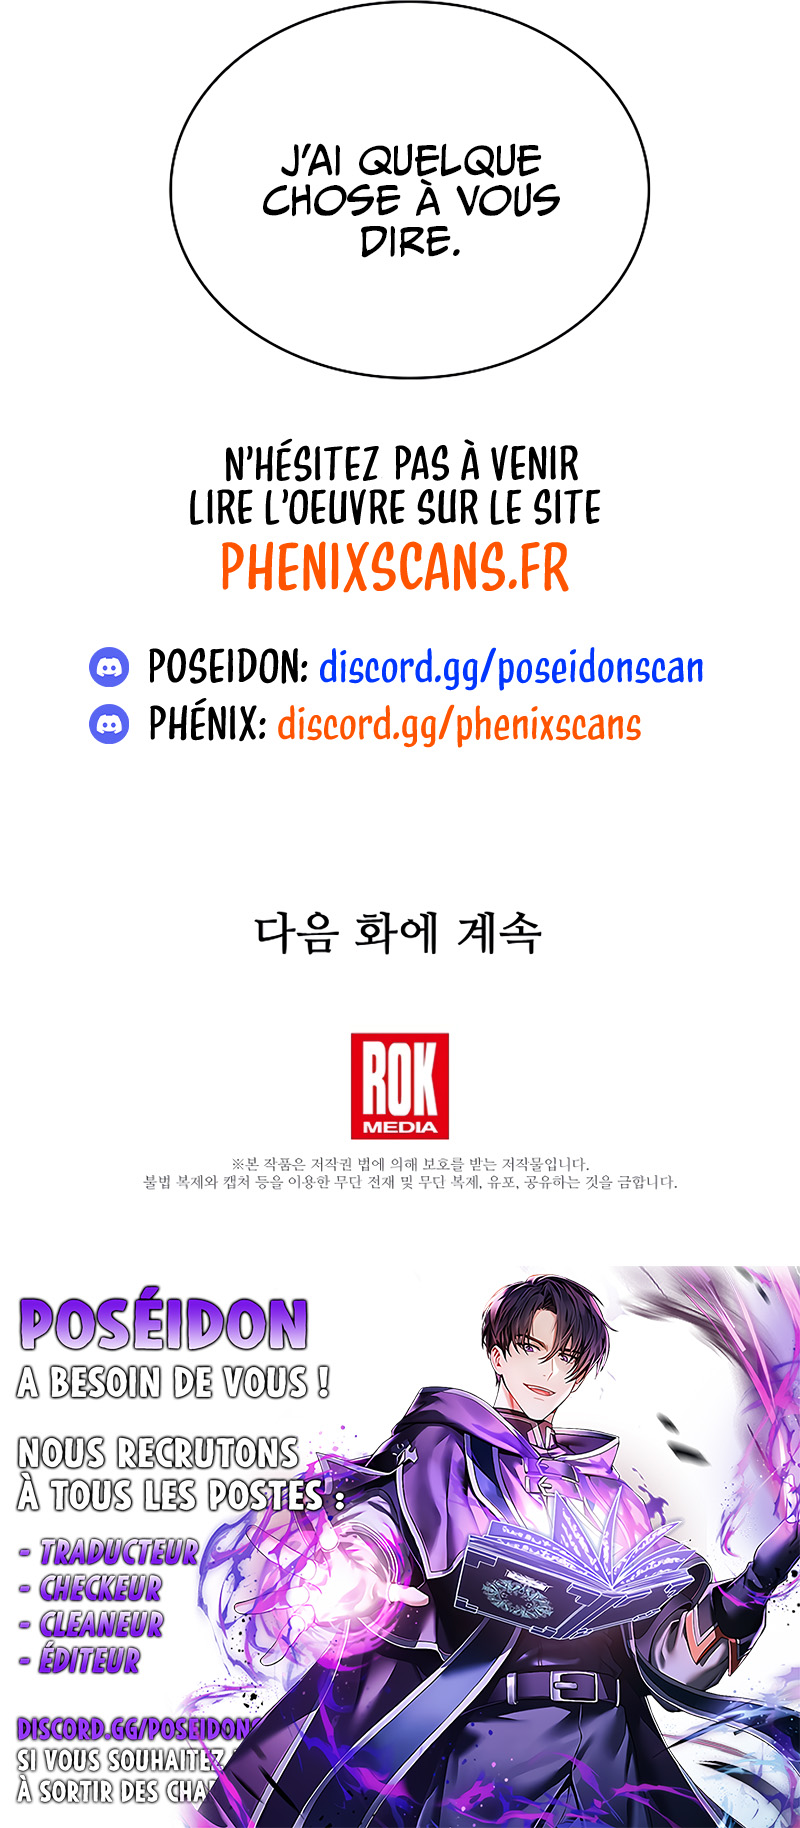 J'AI QUELQUE
CHOSE À VOUS
DIRE.
N'HÉSITEZ PAS À VENIR
LIRE L'OEUVRE SUR LE SITE
PHENIXSCANS.FR
POSEIDON: discord.gg/poseidonscan
PHÉNIX: discord.gg/phenixscans
다음 화에 계속
ROK
MEDIA
※본 작품은 저작권 법에 의해 보호를 받는 저작물입니다.
불법 복제와 캡처 등을 이용한 무단 전재 및 무단 복제, 유포, 공유하는 것을 금합니다.
POSÉIDON
A BESOIN DE VOUS !
NOUS RECRUTONS
À TOUS LES POSTES :
- TRADUCTEUR
- CHECKEUR
- CLEANEUR
- ÉDITEUR
DISCORD.GG/POSEIDONS
SI VOUS SOUHAITEZ
À SORTIR DES CHA